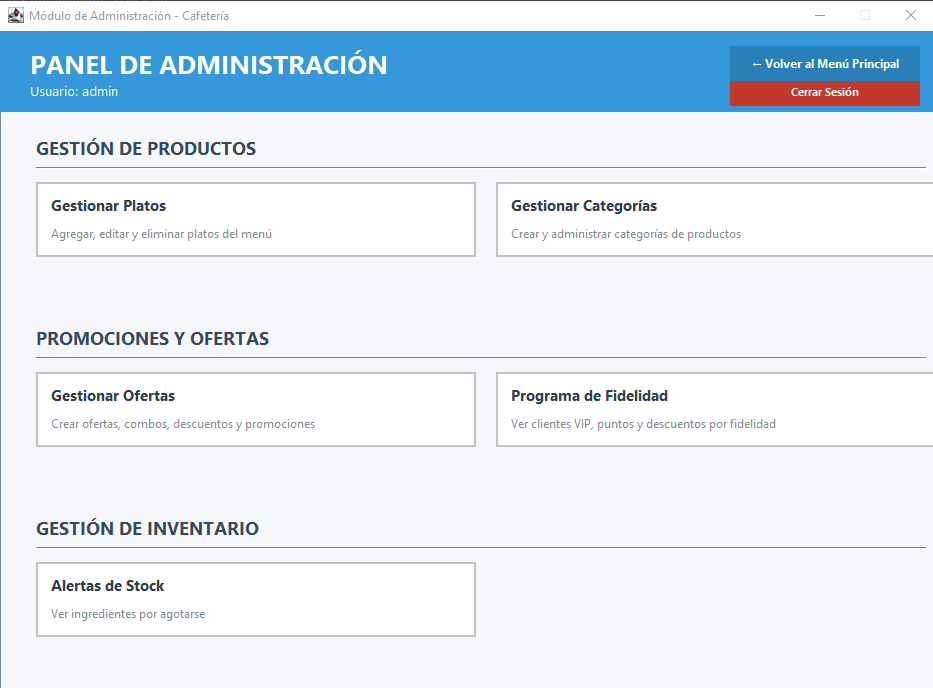 Módulo de Administración - Cafetería
PANEL DE ADMINISTRACIÓN
Usuario: admin
← Volver al Menú Principal
Cerrar Sesión
GESTIÓN DE PRODUCTOS
Gestionar Platos
Agregar, editar y eliminar platos del menú
Gestionar Categorías
Crear y administrar categorías de productos
PROMOCIONES Y OFERTAS
Gestionar Ofertas
Crear ofertas, combos, descuentos y promociones
Programa de Fidelidad
Ver clientes VIP, puntos y descuentos por fidelidad
GESTIÓN DE INVENTARIO
Alertas de Stock
Ver ingredientes por agotarse